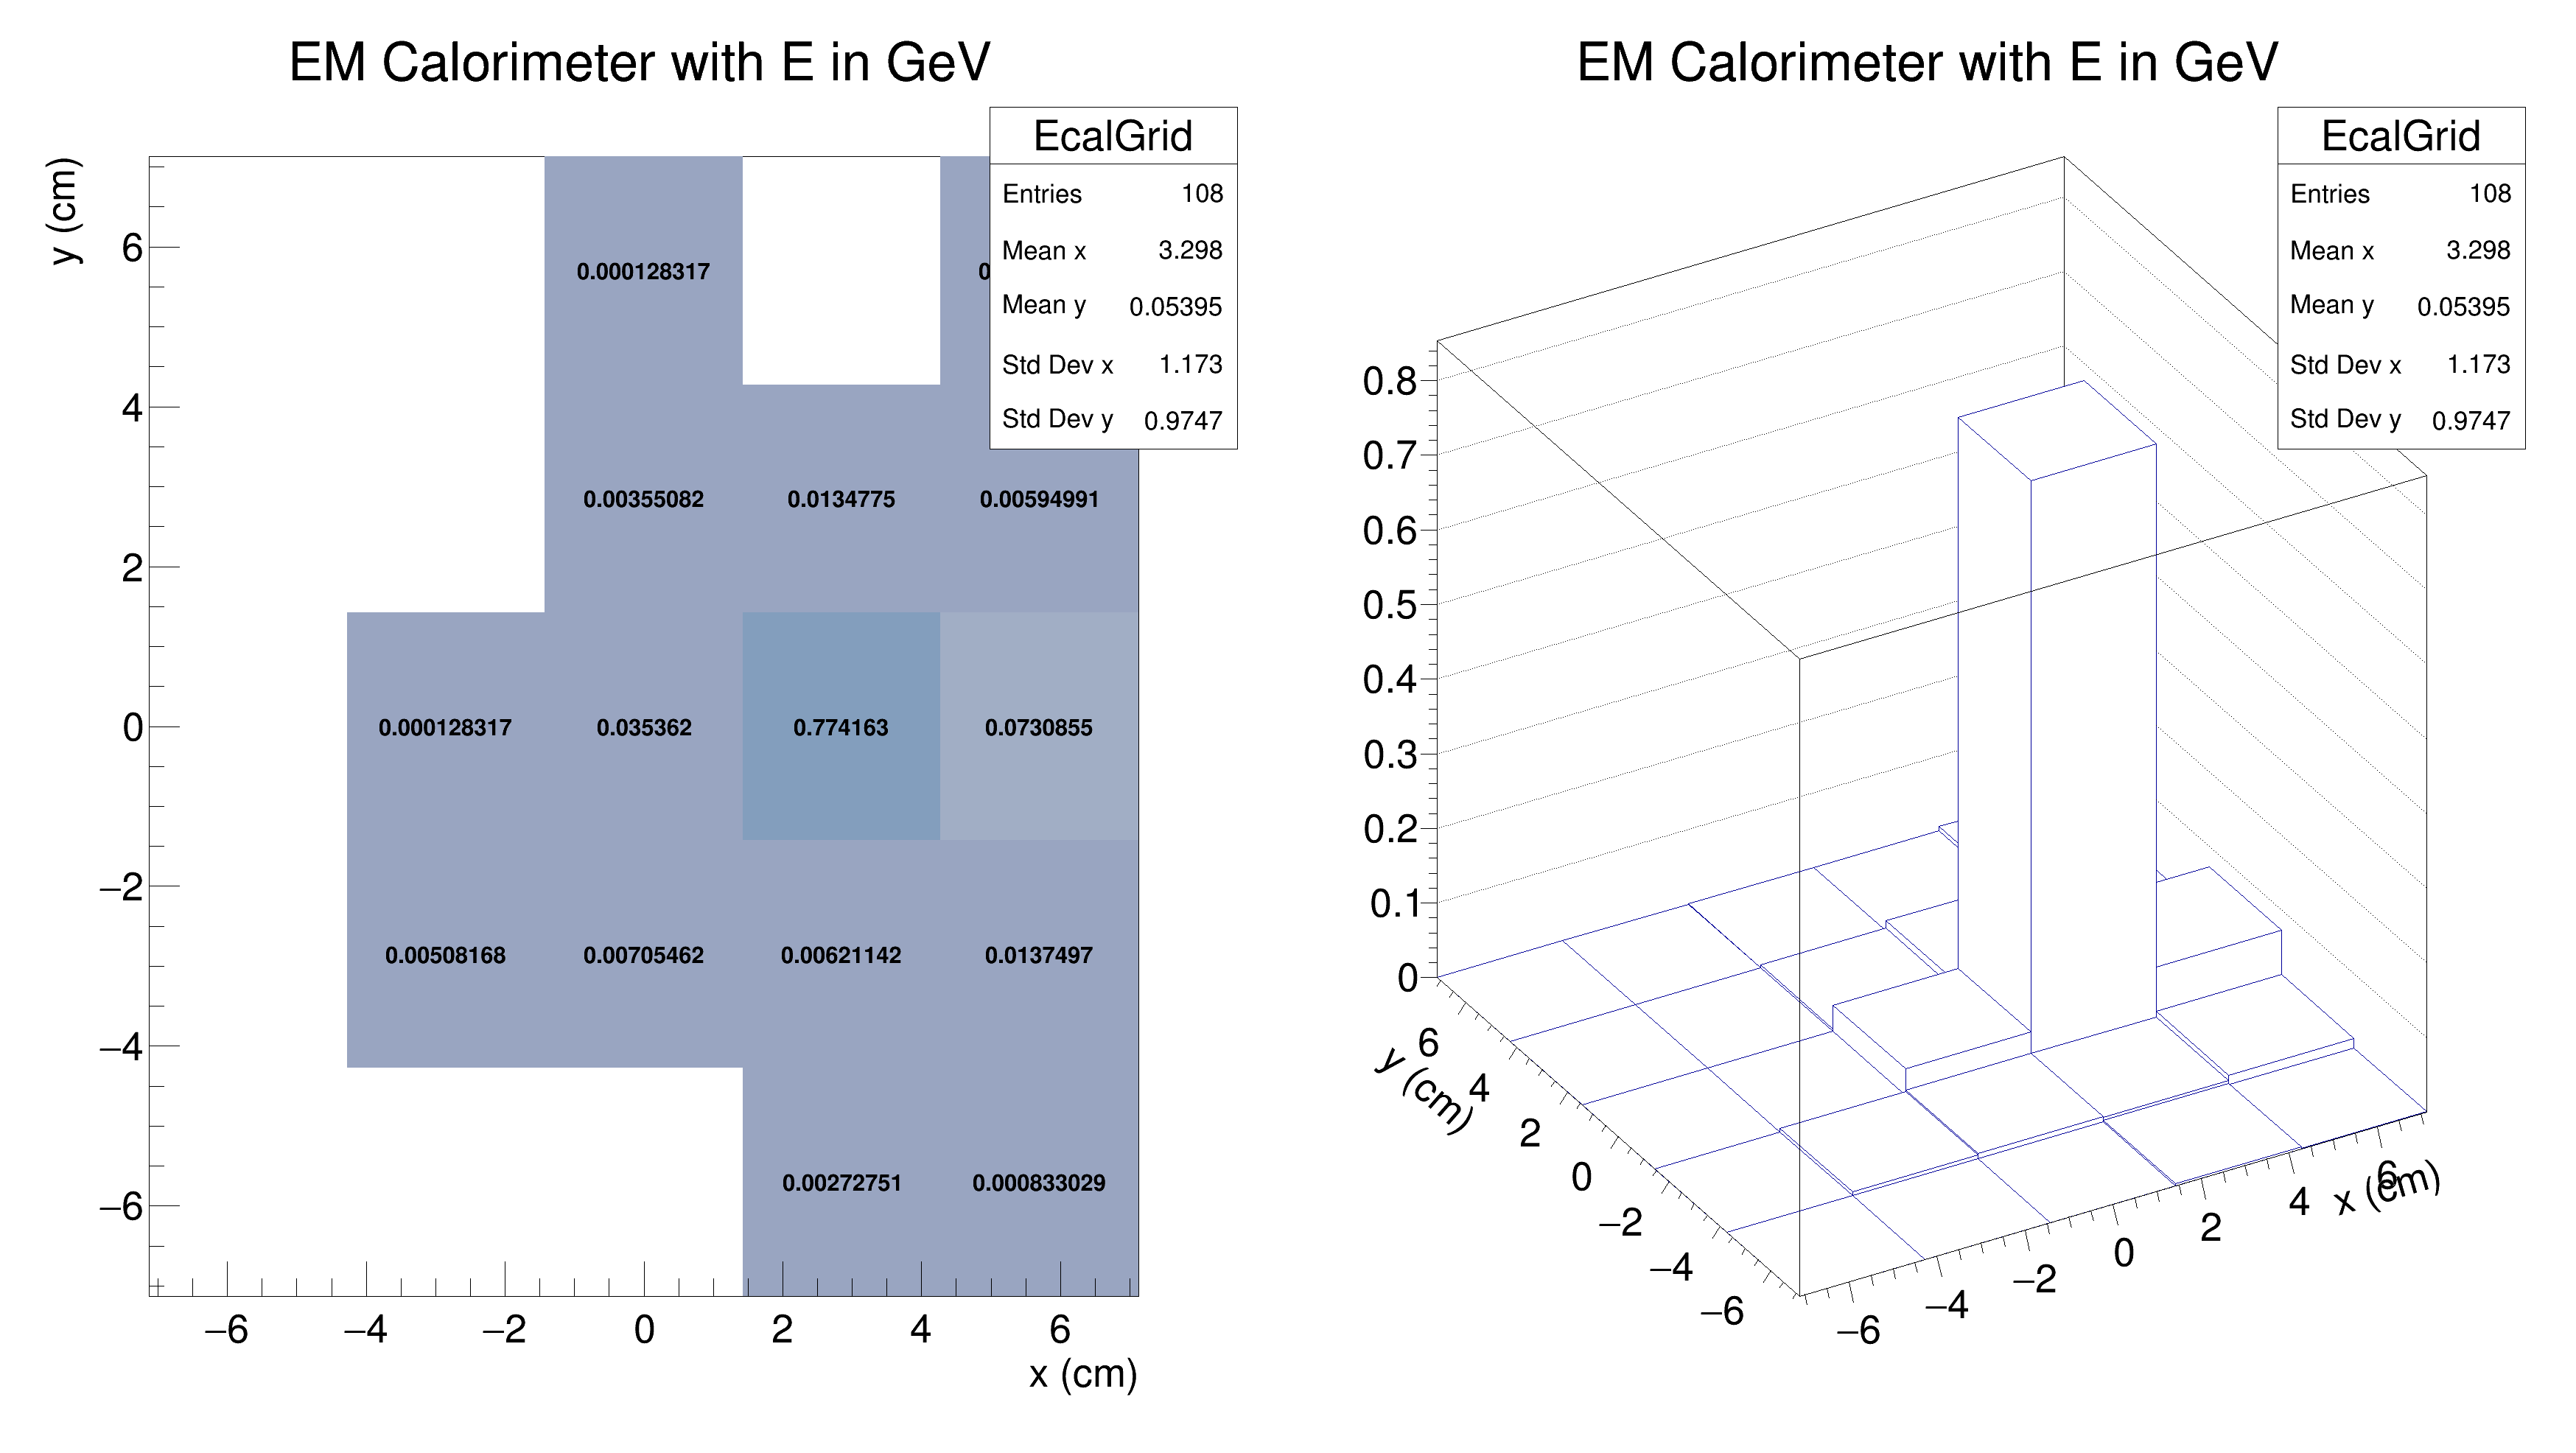 EM Calorimeter with E in GeV
EcalGrid
Entries 108
Mean x 3.298
Mean y 0.05395
Std Dev x 1.173
Std Dev y 0.9747
y (cm)
6
4
2
0
−2
−4
−6
0.000128317
0
0.00355082 0.0134775 0.00594991
0.000128317 0.035362 0.774163 0.0730855
0.00508168 0.00705462 0.00621142 0.0137497
0.00272751 0.000833029
−6 −4 −2 0 2 4 6
x (cm)
EM Calorimeter with E in GeV
EcalGrid
Entries 108
Mean x 3.298
Mean y 0.05395
Std Dev x 1.173
Std Dev y 0.9747
0.8
0.7
0.6
0.5
0.4
0.3
0.2
0.1
0
y (cm)
6
4
2
0
−2
−4
−6
−6 −4 −2 0 2 4 6
x (cm)